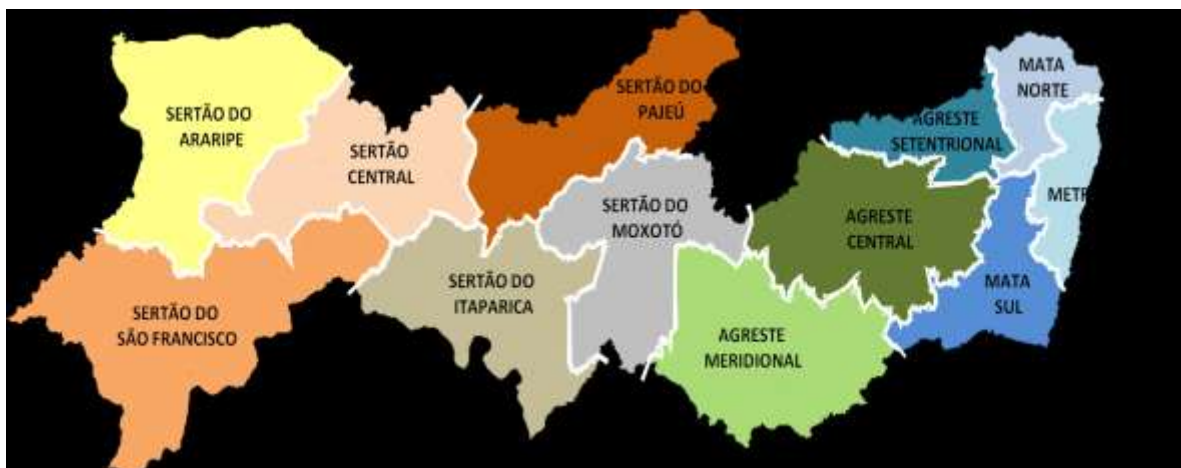 SERTÃO DO
ARARIPE
SERTÃO
CENTRAL
SERTÃO DO
PAJEÚ
MATA
NORTE
AGRESTE
SETENTRIONAL
METR
SERTÃO DO
MOXOTÓ
AGRESTE
CENTRAL
SERTÃO DO
SÃO FRANCISCO
SERTÃO DO
ITAPARICA
AGRESTE
MERIDIONAL
MATA
SUL